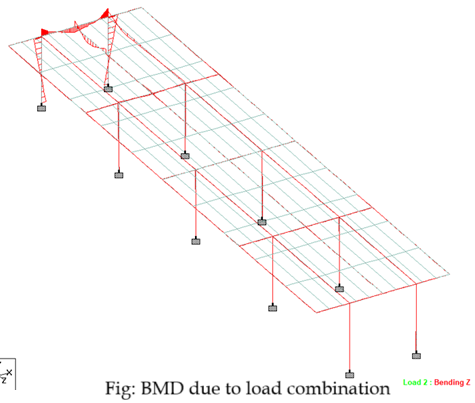 Fig: BMD due to load combination
Load 2 : Bending Z
X
Z